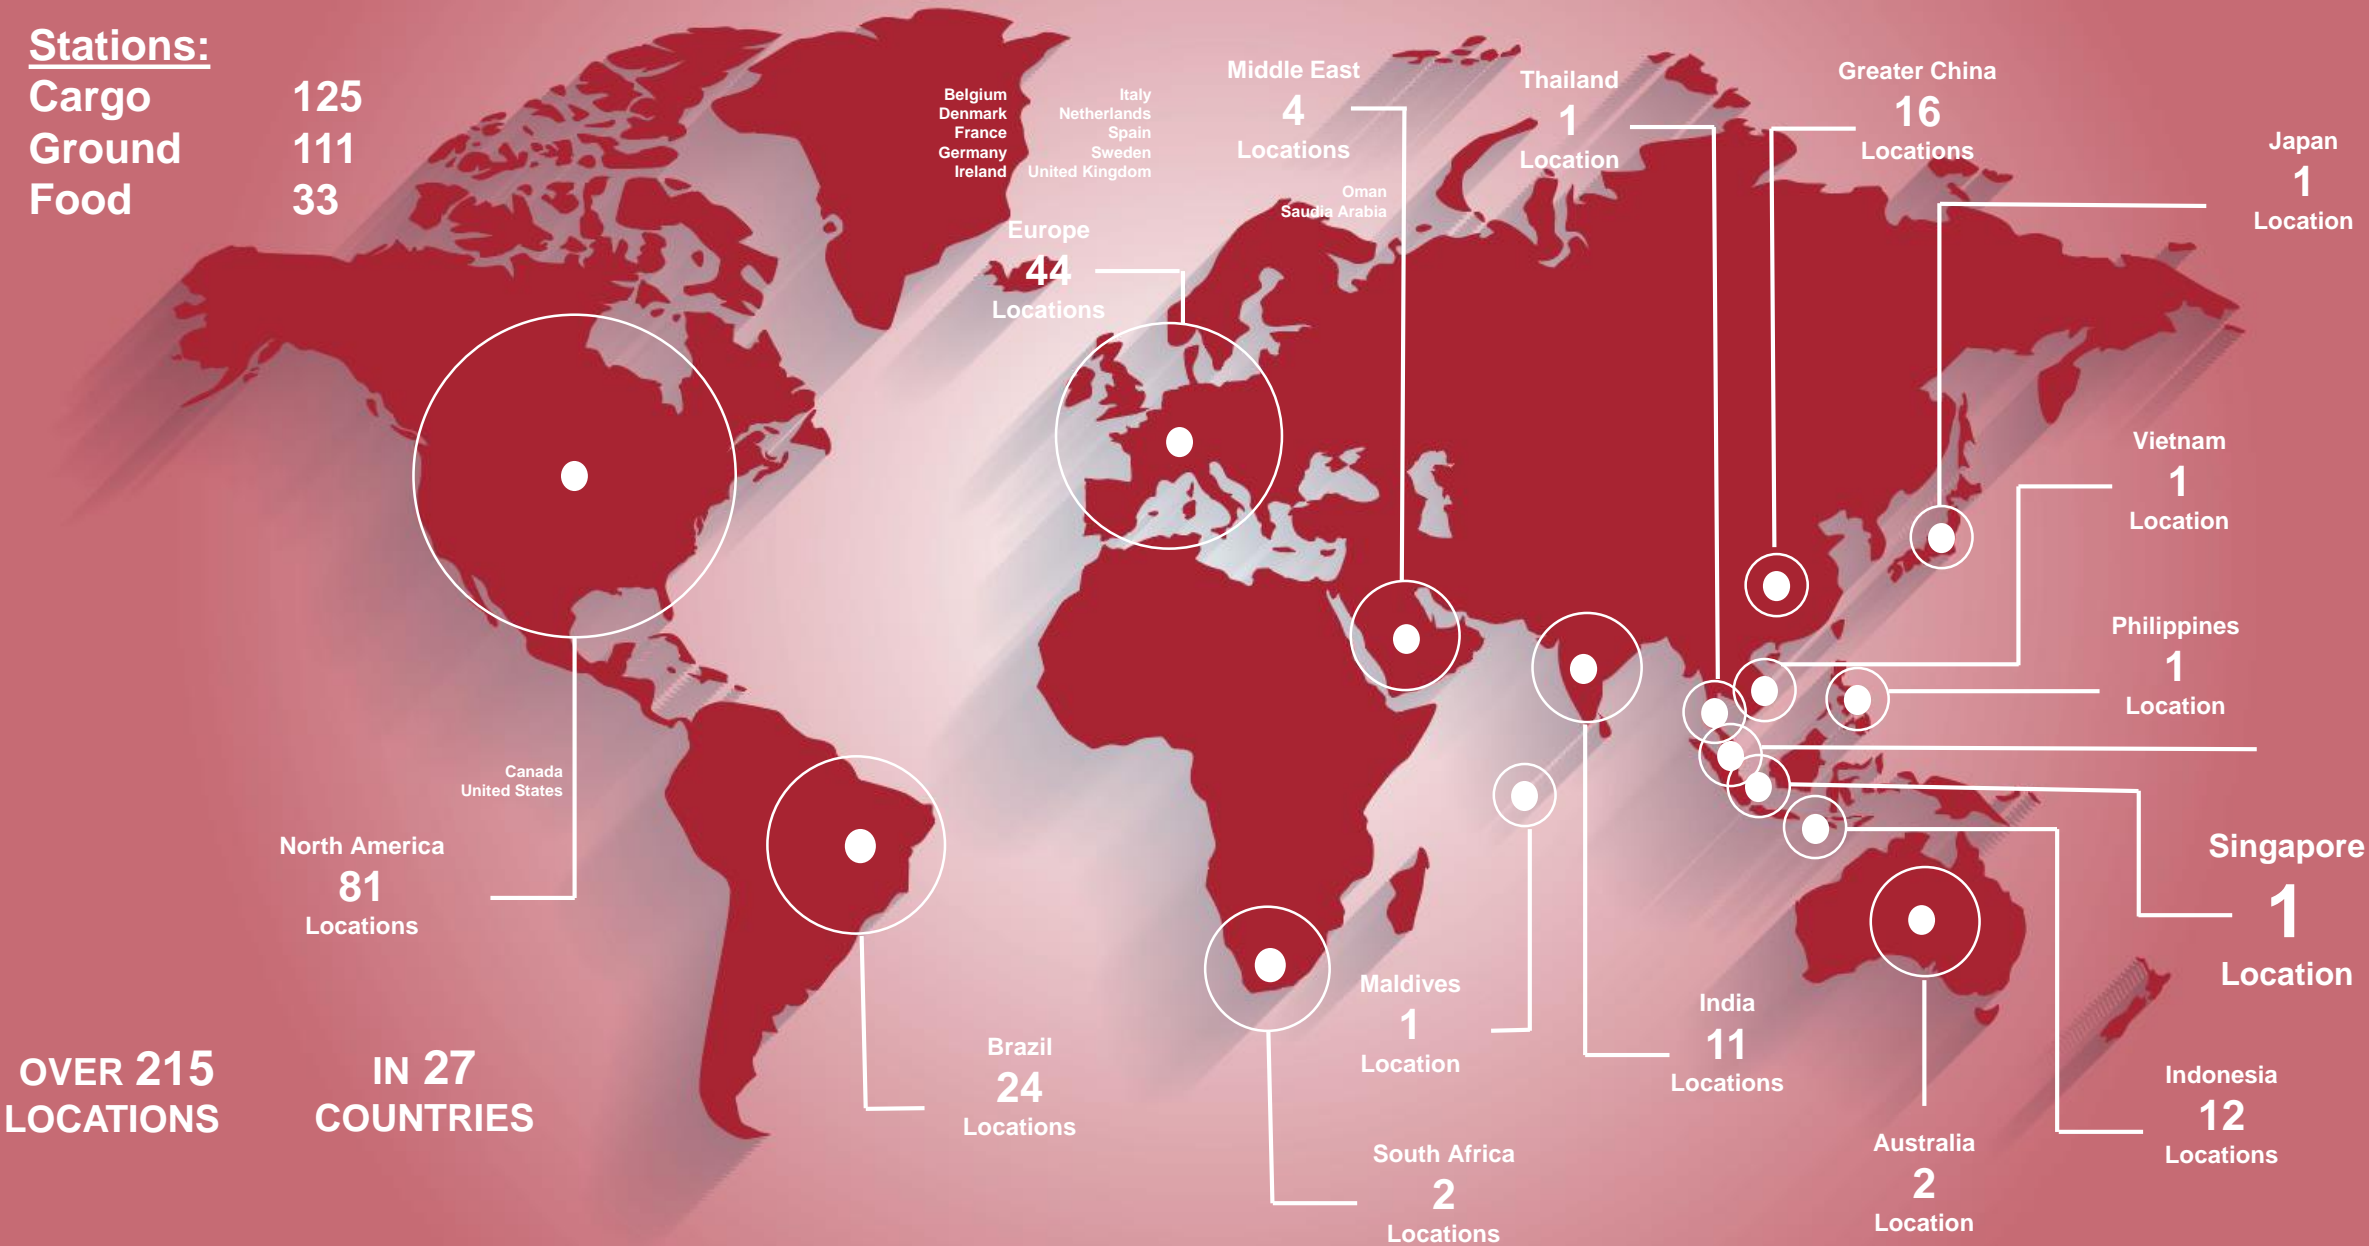 Stations:
Cargo 125
Ground 111
Food 33
Belgium Italy
Denmark Netherlands
France Spain
Germany Sweden
Ireland United Kingdom
Europe
44
Locations
Middle East
4
Locations
Oman
Saudia Arabia
Thailand
1
Location
Greater China
16
Locations
Japan
1
Location
Vietnam
1
Location
Philippines
1
Location
Canada
United States
North America
81
Locations
Singapore
1
Location
OVER 215
LOCATIONS
IN 27
COUNTRIES
Brazil
24
Locations
South Africa
2
Locations
Maldives
1
Location
India
11
Locations
Australia
2
Location
Indonesia
12
Locations